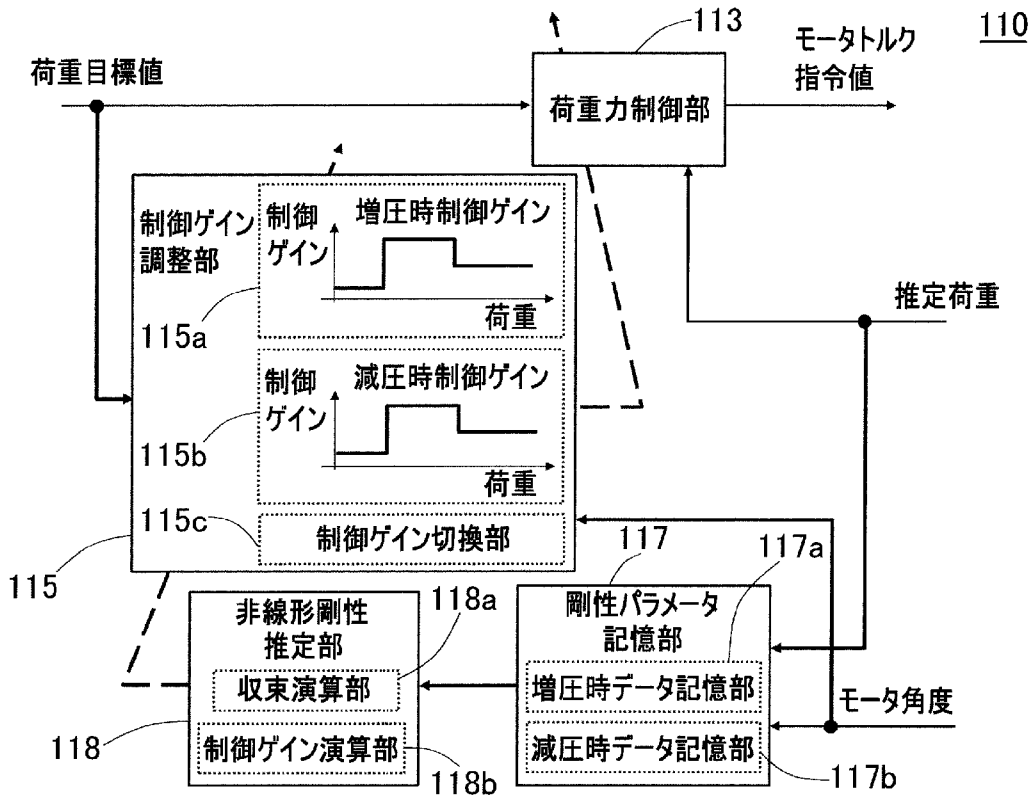 110
113
モータトルク
指令値
荷重目標値
荷重力制御部
制御ゲイン
調整部
制御
ゲイン
増圧時制御ゲイン
荷重
115a
推定荷重
制御
ゲイン
減圧時制御ゲイン
荷重
115b
115c
制御ゲイン切換部
115
117
117a
剛性パラメータ
記憶部
増圧時データ記憶部
減圧時データ記憶部
117b
モータ角度
非線形剛性
推定部
118a
収束演算部
制御ゲイン演算部
118
118b